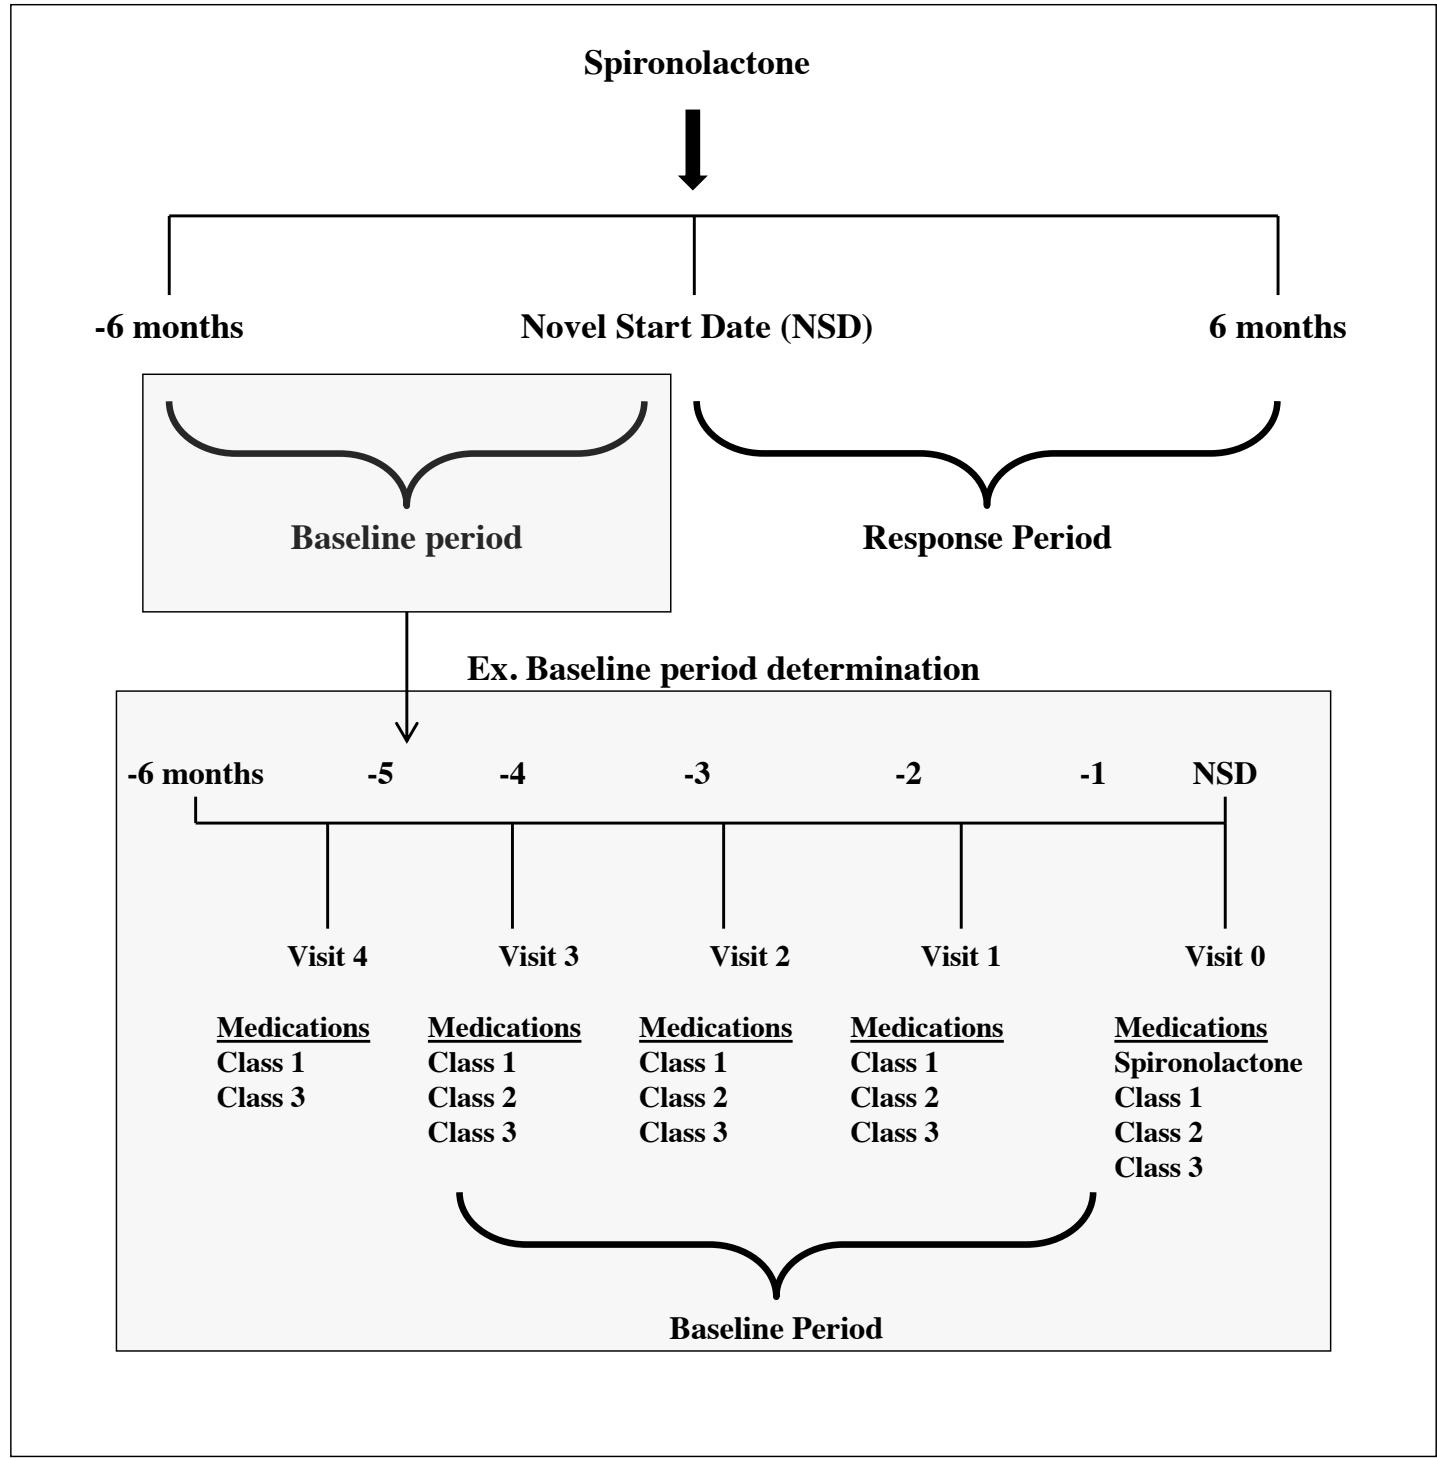 Spironolactone
-6 months
Novel Start Date (NSD)
6 months
Baseline period
Response Period
Ex. Baseline period determination
-6 months
-5
-4
-3
-2
-1
NSD
Visit 4
Visit 3
Visit 2
Visit 1
Visit 0
Medications
Class 1
Class 3
Medications
Class 1
Class 2
Class 3
Medications
Class 1
Class 2
Class 3
Medications
Class 1
Class 2
Class 3
Medications
Spironolactone
Class 1
Class 2
Class 3
Baseline Period